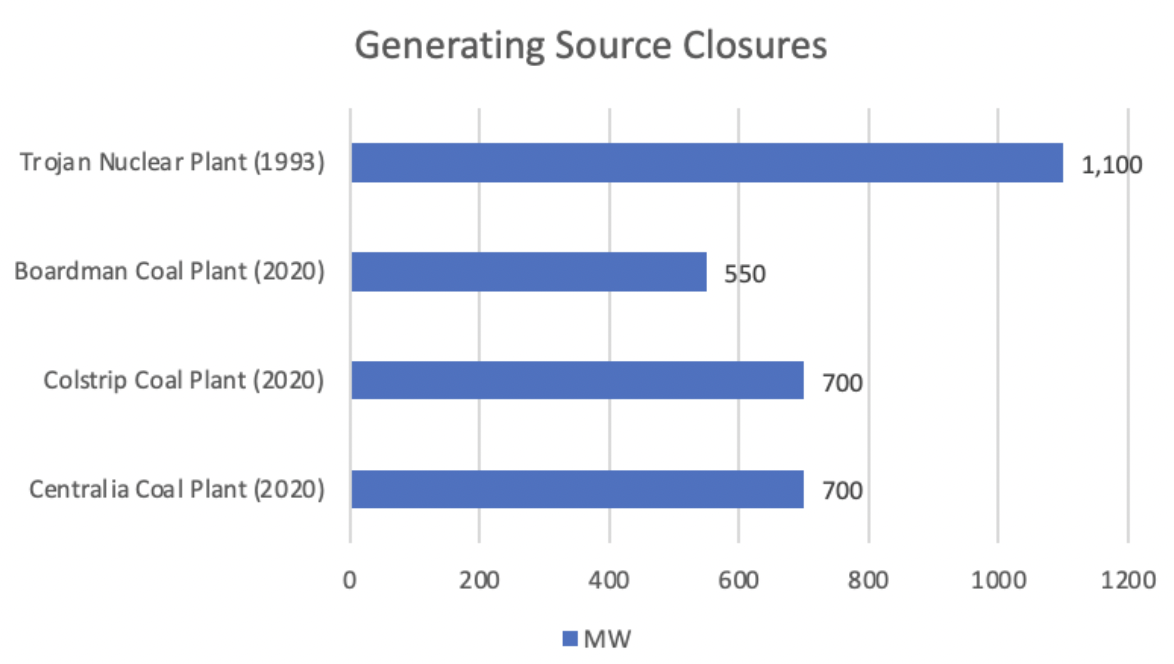 Generating Source Closures
Trojan Nuclear Plant (1993)
1,100
Boardman Coal Plant (2020)
550
Colstrip Coal Plant (2020)
700
Centralia Coal Plant (2020)
700
0 200 400 600 800 1000 1200
MW